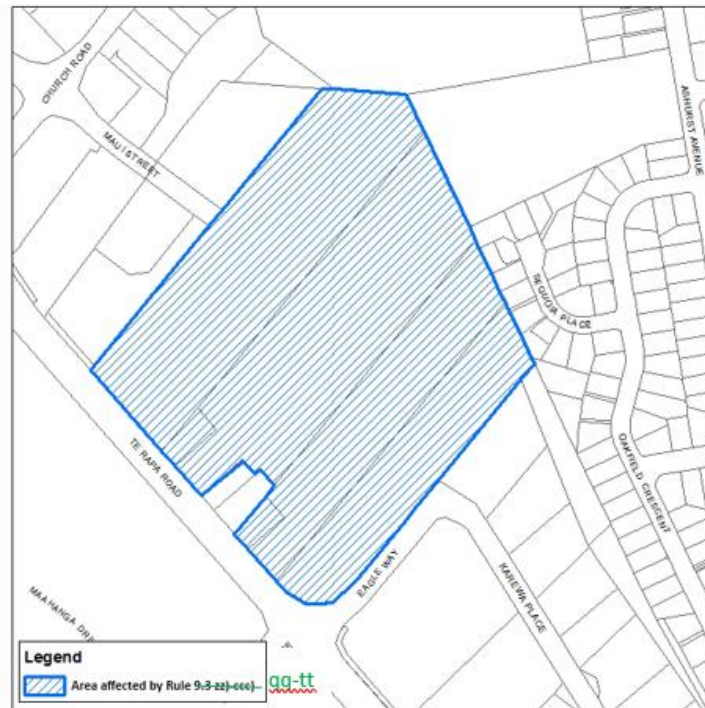 CHURCH ROAD
MAUI STREET
ASHURST AVENUE
SEQUOIA PLACE
OAKFIELD CRESCENT
TE RAPA ROAD
EAGLE WAY
KAREWA PLACE
MAAHANGA
Legend
Area affected by Rule 9.3 zz)-ccc) qq-tt